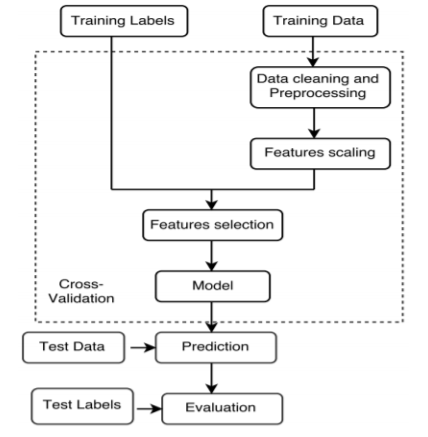 Training Labels
Training Data
Data cleaning and
Preprocessing
Features scaling
Features selection
Cross-
Validation
Model
Test Data
Prediction
Test Labels
Evaluation